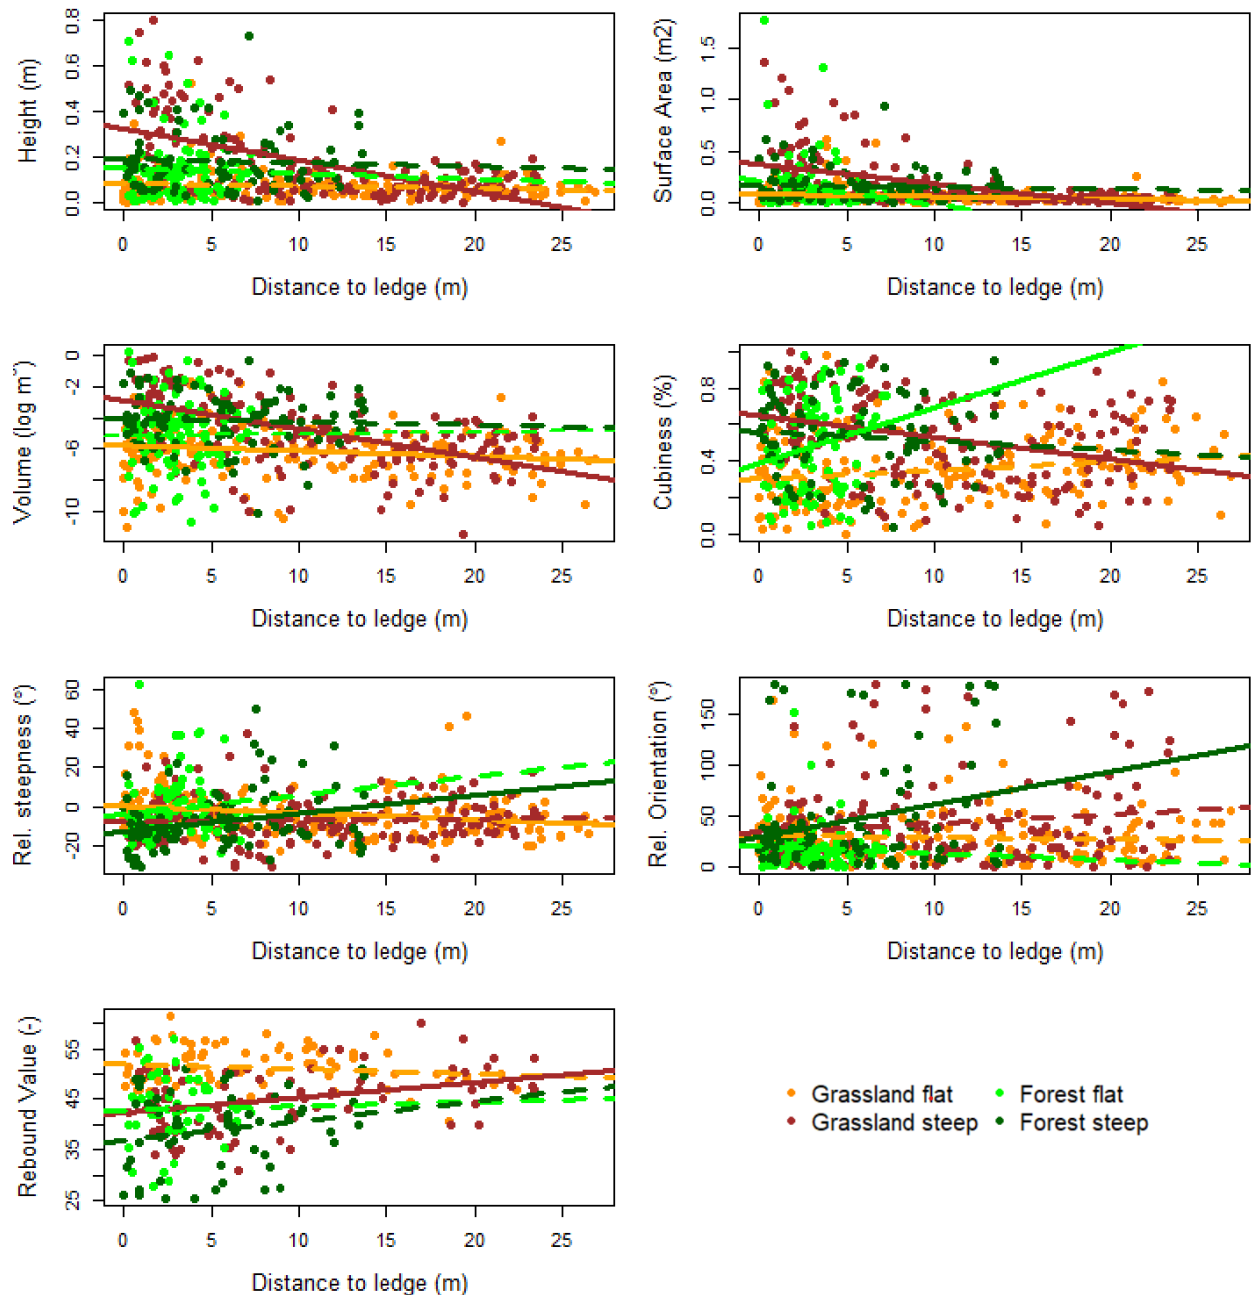 Height (m)
0.0 0.2 0.4 0.6 0.8
0 5 10 15 20 25
Distance to ledge (m)
Surface Area (m2)
0.0 0.5 1.0 1.5
0 5 10 15 20 25
Distance to ledge (m)
Volume (log m³)
-10 -6 -2 0
0 5 10 15 20 25
Distance to ledge (m)
Cubiness (%)
0.0 0.4 0.8
0 5 10 15 20 25
Distance to ledge (m)
Rel. steepness (°)
-20 0 20 40 60
0 5 10 15 20 25
Distance to ledge (m)
Rel. Orientation (°)
0 50 100 150
0 5 10 15 20 25
Distance to ledge (m)
Rebound Value (-)
25 35 45 55
0 5 10 15 20 25
Distance to ledge (m)
Grassland flat Forest flat
Grassland steep Forest steep